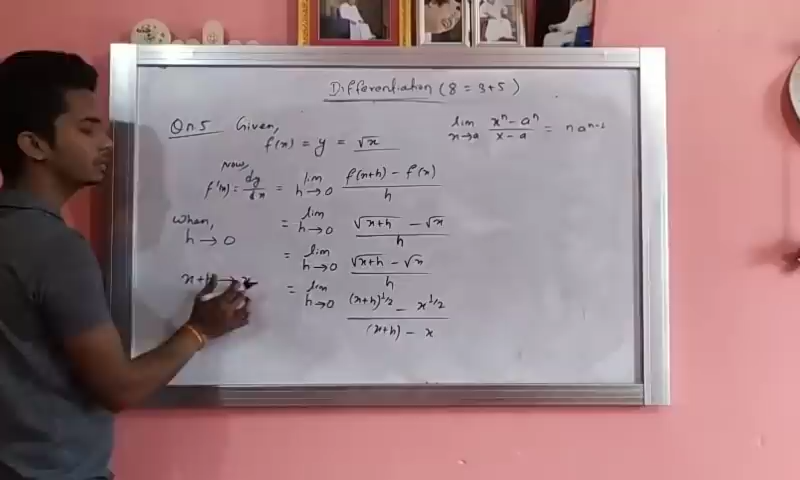 Differentiation (8 = 3+5)
Qn.5 Given,
f(x) = y = √x
lim x→a (xⁿ - aⁿ)/(x - a) = n aⁿ⁻¹
Now,
f'(x) = dy/dx = lim h→0 (f(x+h) - f(x))/h
= lim h→0 (√x+h - √x)/h
when,
h → 0
= lim h→0 (√x+h - √x)/h
x+h → x
= lim h→0 ((x+h)^1/2 - x^1/2)/((x+h) - x)